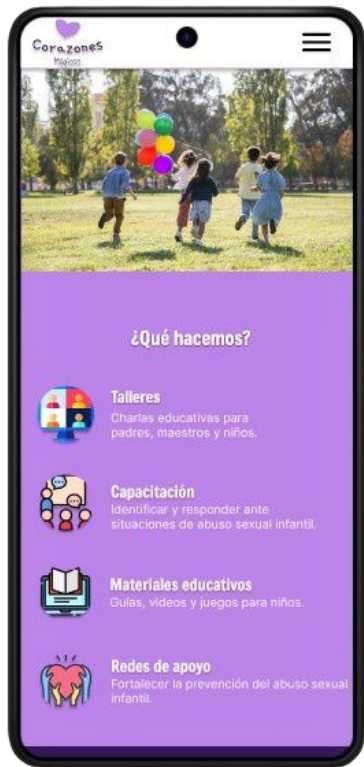 Corazones
Mágicos
¿Qué hacemos?
Talleres
Charlas educativas para
padres, maestros y niños.
Capacitación
Identificar y responder ante
situaciones de abuso sexual infantil.
Materiales educativos
Guías, videos y juegos para niños.
Redes de apoyo
Fortalecer la prevención del abuso sexual
infantil.